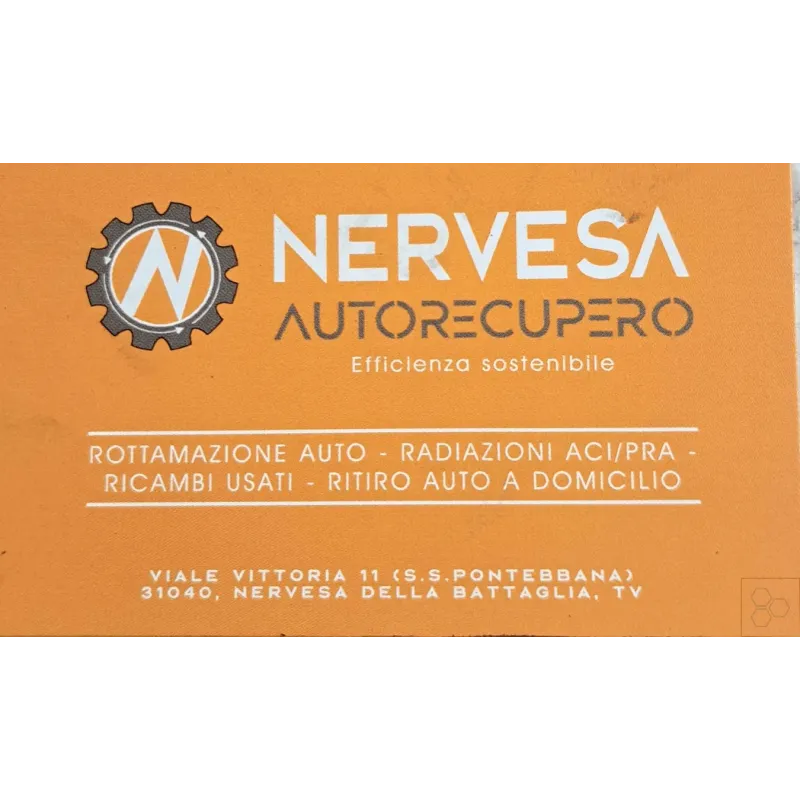 N
NERVESA
AUTORECUPERO
Efficienza sostenibile
ROTTAMAZIONE AUTO - RADIAZIONI ACI/PRA -
RICAMBI USATI - RITIRO AUTO A DOMICILIO
VIALE VITTORIA 11 (S.S.PONTEBBANA)
31040, NERVESA DELLA BATTAGLIA, TV